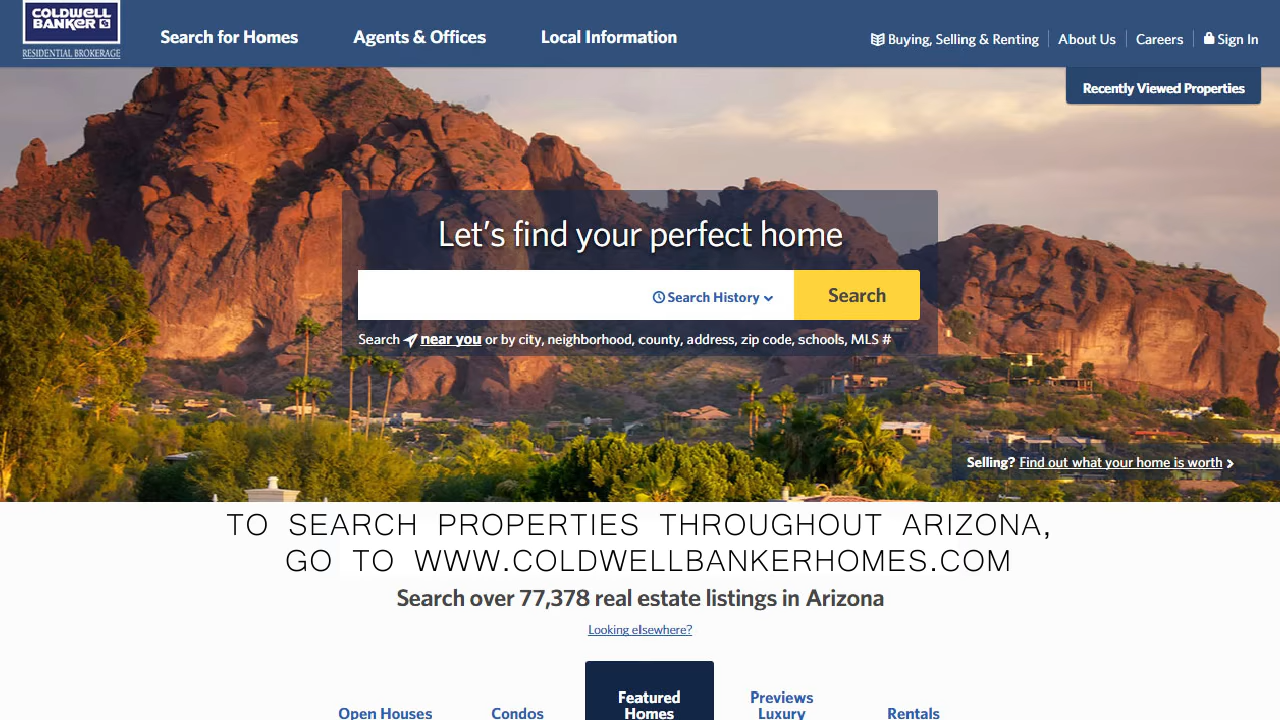 COLDWELL
BANKER
RESIDENTIAL BROKERAGE
Search for Homes
Agents & Offices
Local Information
Buying, Selling & Renting
About Us
Careers
Sign In
Recently Viewed Properties
Let's find your perfect home
Search History
Search
Search near you or by city, neighborhood, county, address, zip code, schools, MLS #
Selling? Find out what your home is worth
TO SEARCH PROPERTIES THROUGHOUT ARIZONA,
GO TO WWW.COLDWELLBANKERHOMES.COM
Search over 77,378 real estate listings in Arizona
Looking elsewhere?
Open Houses
Condos
Featured
Homes
Previews
Luxury
Rentals